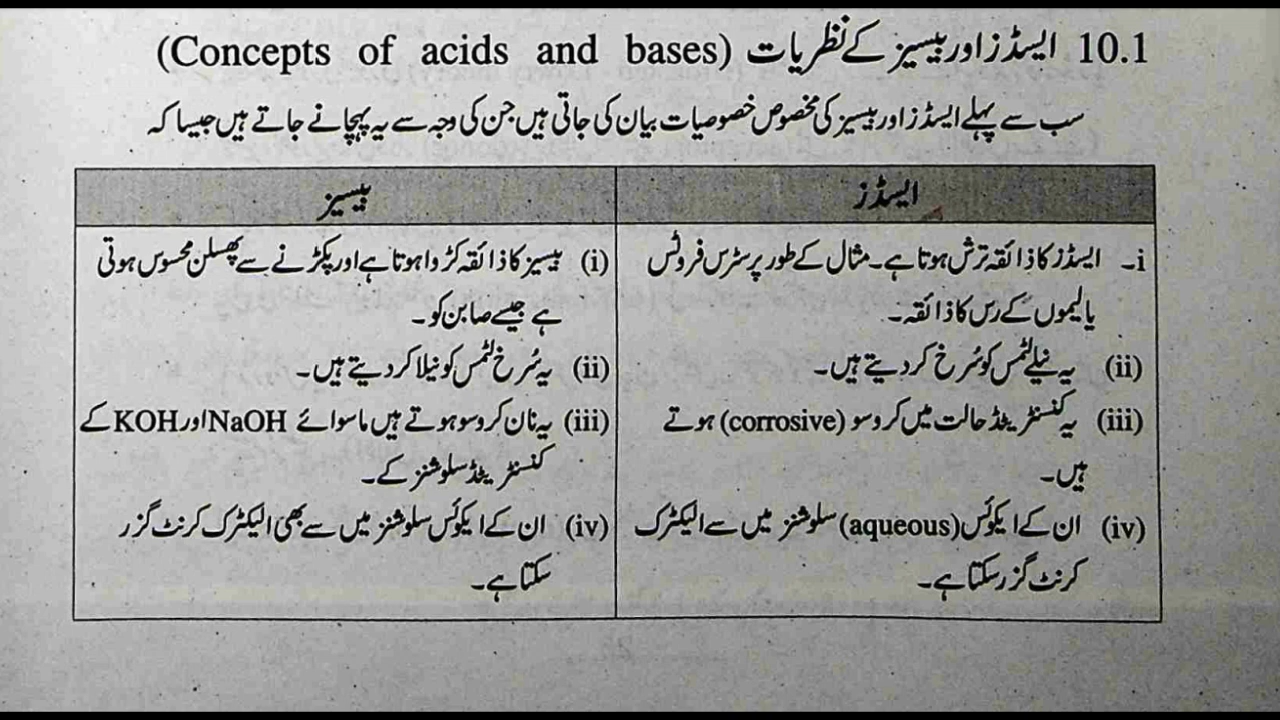 10.1 ایسڈز اور بیسیز کے نظریات (Concepts of acids and bases)
سب سے پہلے ایسڈز اور بیسیز کی مخصوص خصوصیات بیان کی جاتی ہیں جن کی وجہ سے یہ پہچانے جاتے ہیں جیسا کہ
ایسڈز
i۔ ایسڈز کا ذائقہ ترش ہوتا ہے۔ مثال کے طور پر سٹرس فروٹس
یا لیموں کے رس کا ذائقہ۔
(ii) یہ نیلے لٹمس کو سُرخ کر دیتے ہیں۔
(iii) یہ کنسنٹریٹڈ حالت میں کروسو (corrosive) ہوتے
ہیں۔
(iv) ان کے ایکوئس (aqueous) سلوشنز میں سے الیکٹرک
کرنٹ گزر سکتا ہے۔
بیسیز
(i) بیسیز کا ذائقہ کڑوا ہوتا ہے اور پکڑنے سے پھسلن محسوس ہوتی
ہے جیسے صابن کو۔
(ii) یہ سُرخ لٹمس کو نیلا کر دیتے ہیں۔
(iii) یہ نان کروسو ہوتے ہیں ماسوائے NaOH اور KOH کے
کنسنٹریٹڈ سلوشنز کے۔
(iv) ان کے ایکوئس سلوشنز میں سے بھی الیکٹرک کرنٹ گزر
سکتا ہے۔